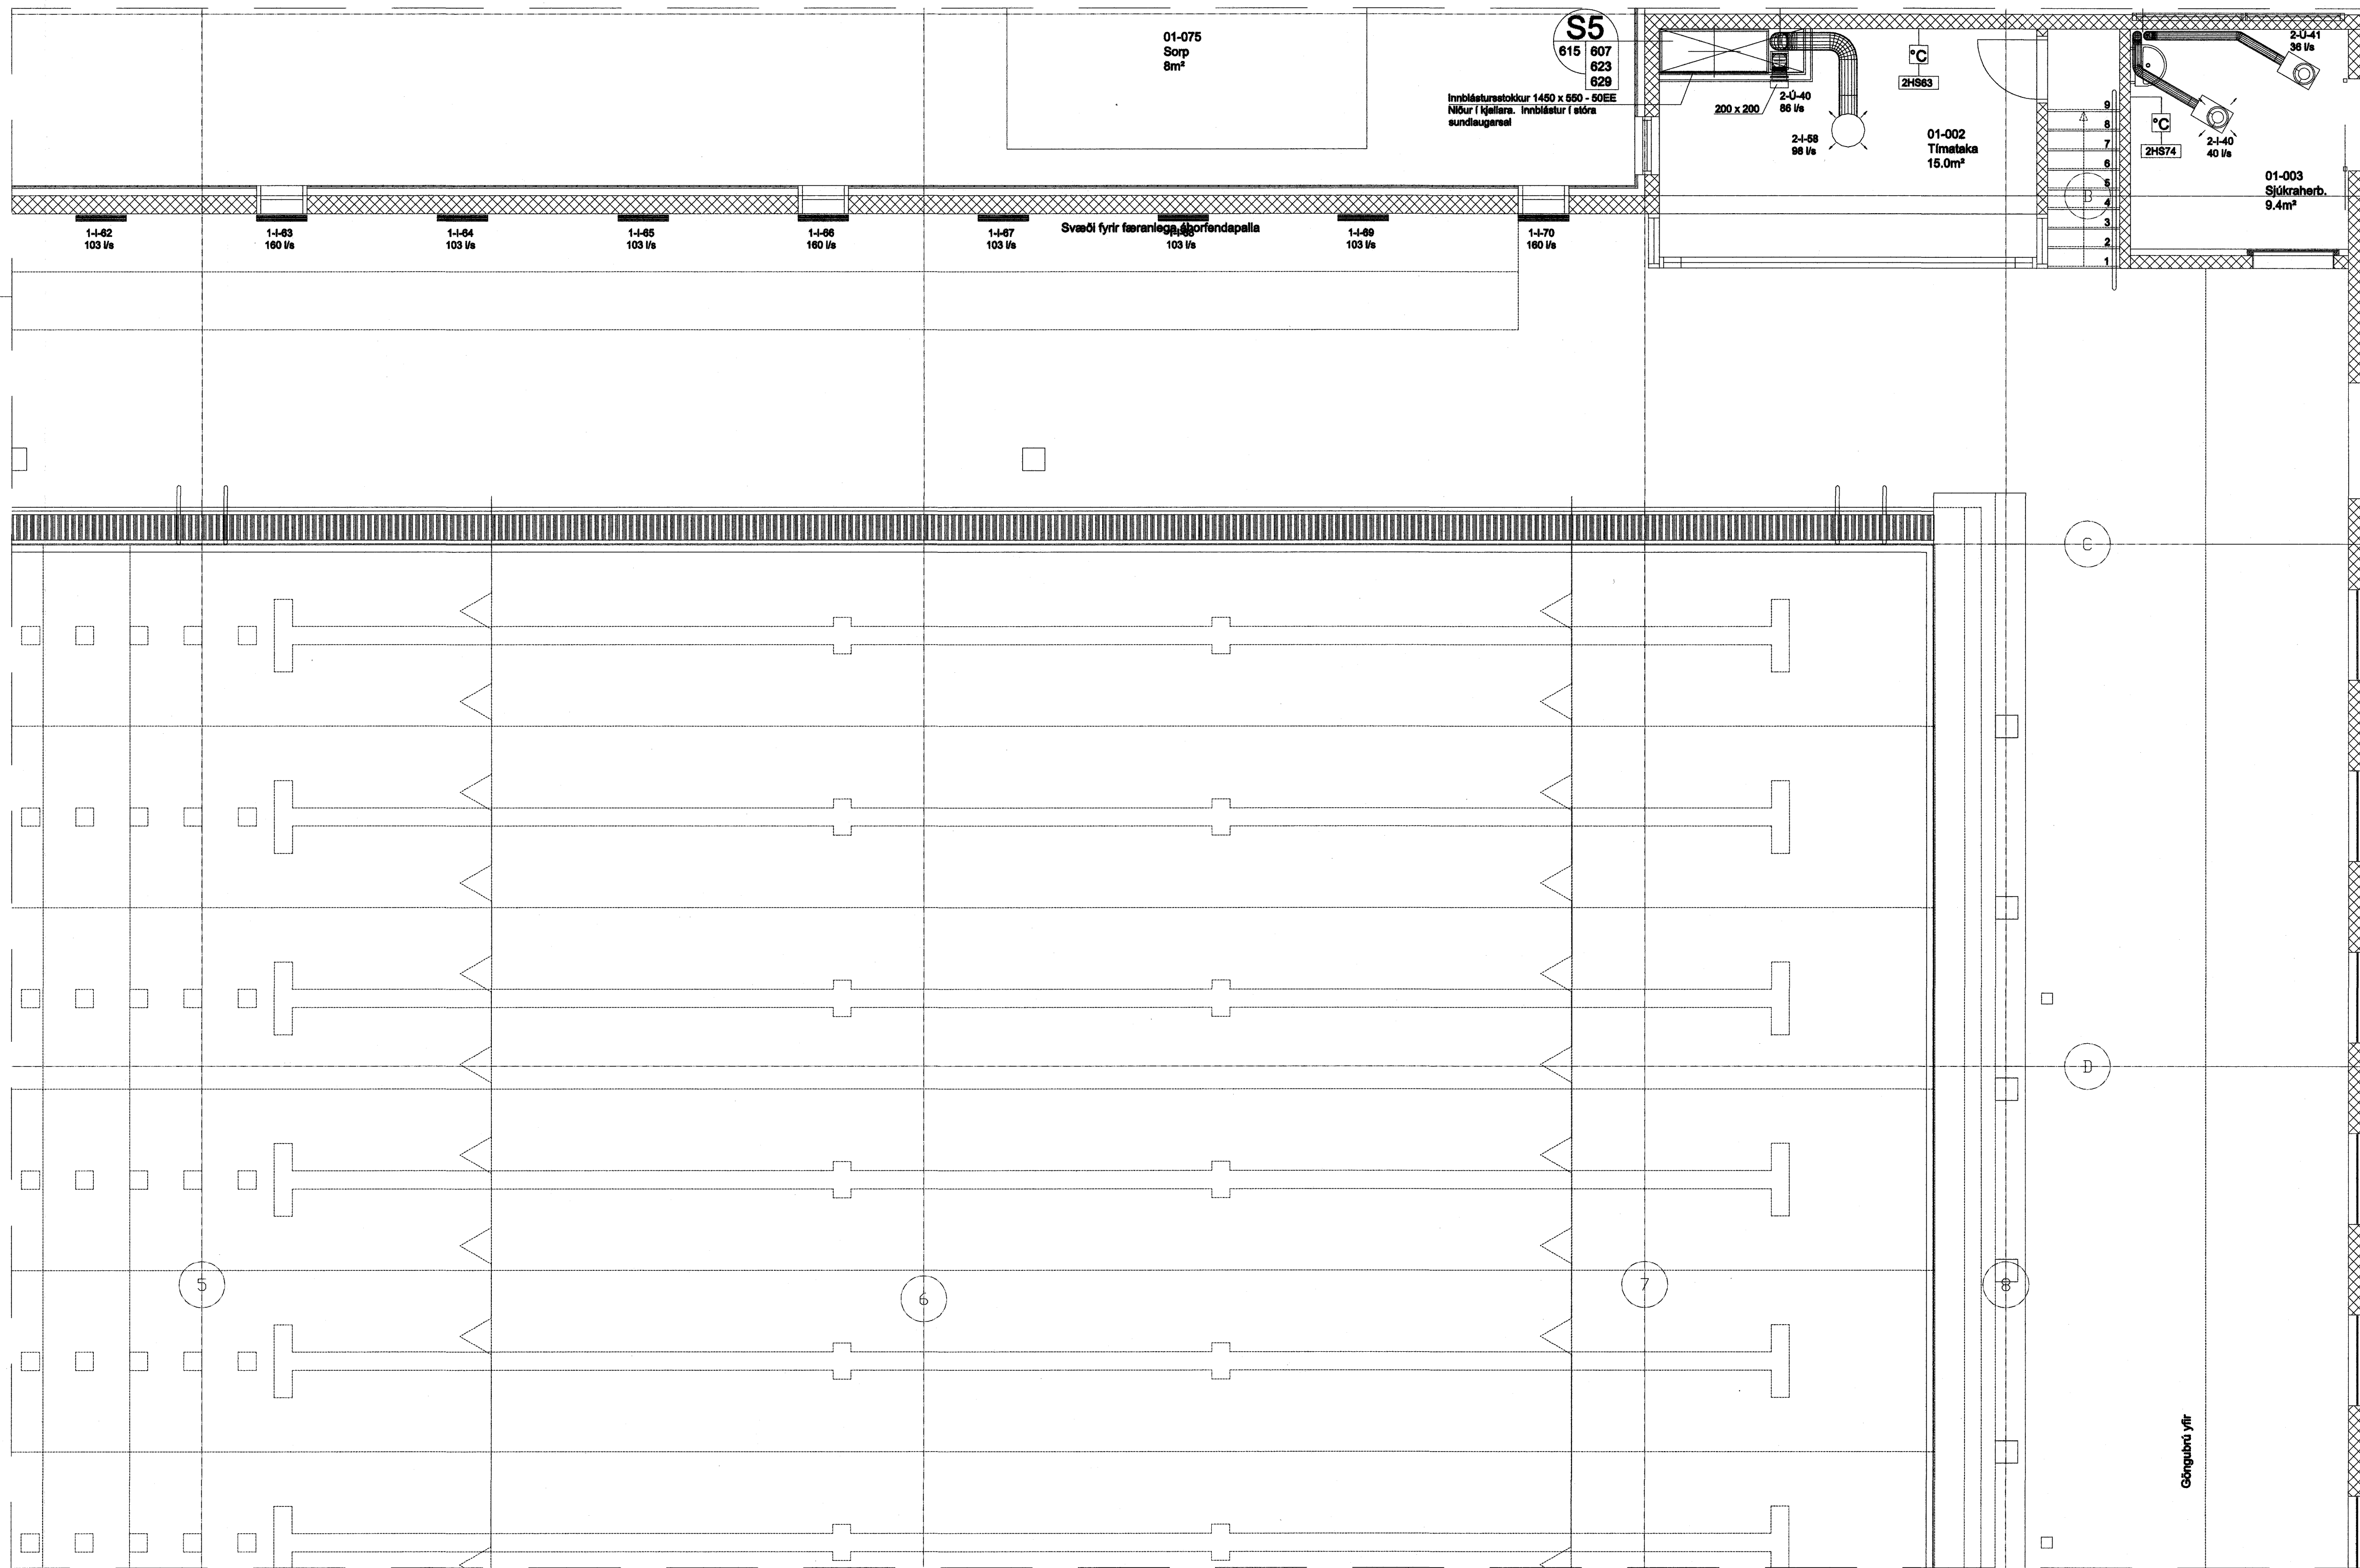 01-075
Sorp
8m²
S5
615 607
623
629
Innblástursstokkur 1450 x 550 - 50EE
Niður í kjallara. Innblástur í stóra
sundlaugarsal
200 x 200
2-Ú-40
86 l/s
2-I-58
98 l/s
°C
2HS63
01-002
Tímataka
15.0m²
9
8
7
6
5
4
3
2
1
B
2-Ú-41
36 l/s
°C
2HS74
2-I-40
40 l/s
01-003
Sjúkraherb.
9.4m²
1-I-62
103 l/s
1-I-63
160 l/s
1-I-64
103 l/s
1-I-65
103 l/s
1-I-66
160 l/s
1-I-67
103 l/s
Svæði fyrir færanlega áhorfendapalla
1-I-68
103 l/s
1-I-69
103 l/s
1-I-70
160 l/s
C
D
5
6
7
8
Göngubrú yfir